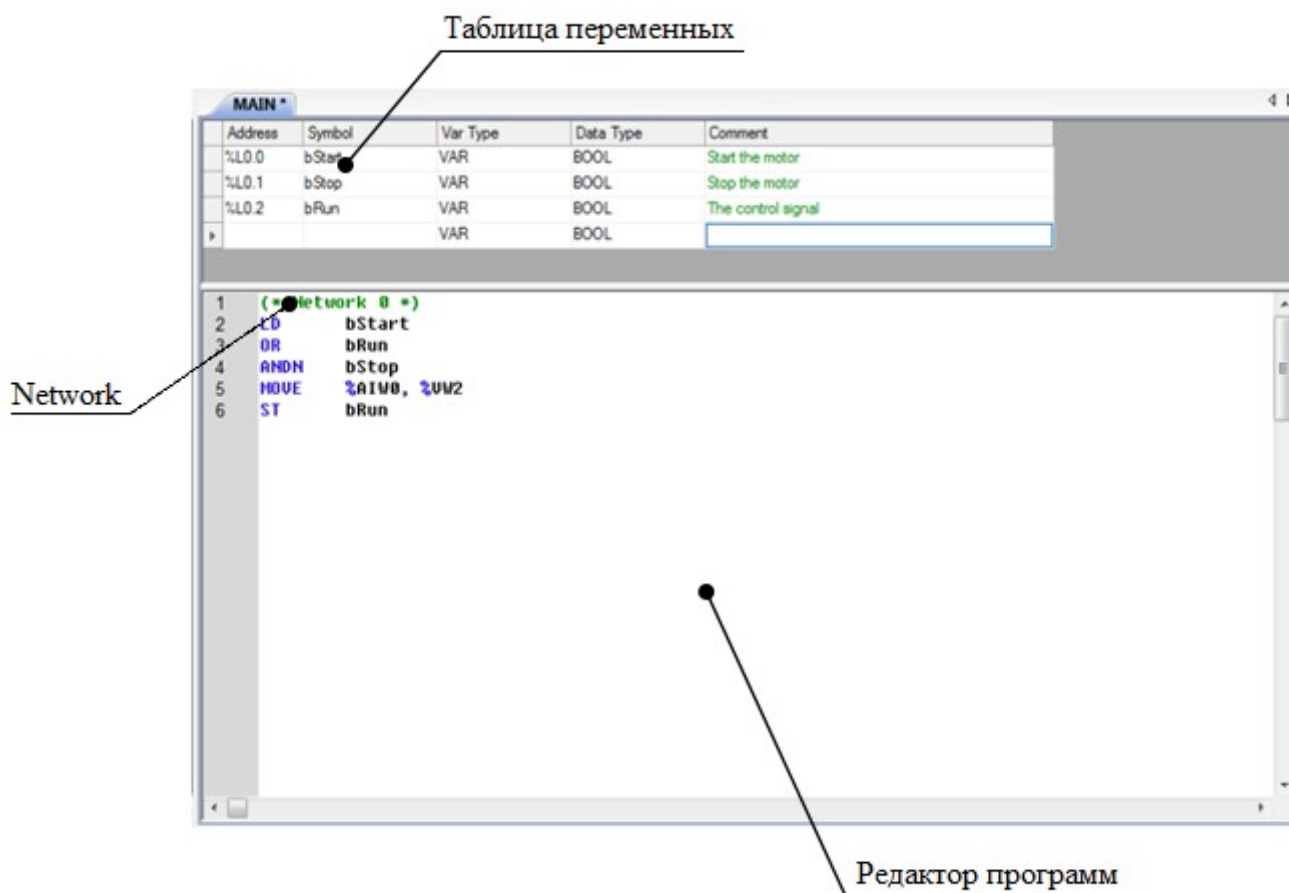 Таблица переменных
MAIN *
Address Symbol Var Type Data Type Comment
%L0.0 bStart VAR BOOL Start the motor
%L0.1 bStop VAR BOOL Stop the motor
%L0.2 bRun VAR BOOL The control signal
VAR BOOL
1 (* Network 0 *)
2 LD bStart
3 OR bRun
4 ANDN bStop
5 MOVE %AIW0, %VW2
6 ST bRun
Network
Редактор программ